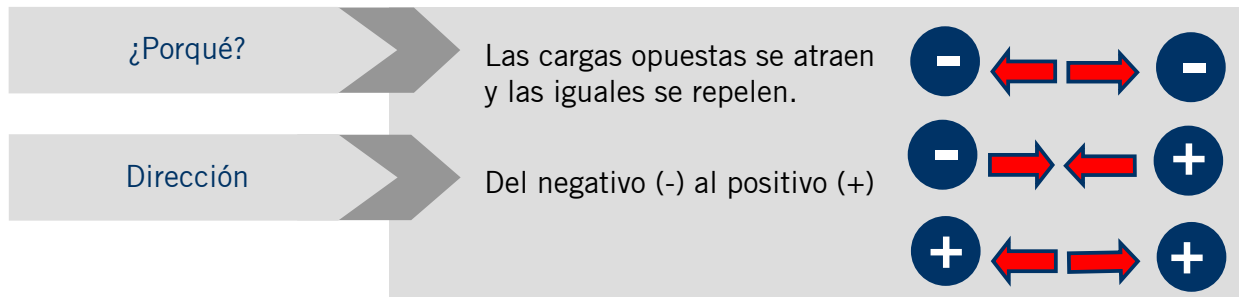 ¿Porqué?
Las cargas opuestas se atraen
y las iguales se repelen.
- -
- +
Dirección
Del negativo (-) al positivo (+)
+ +